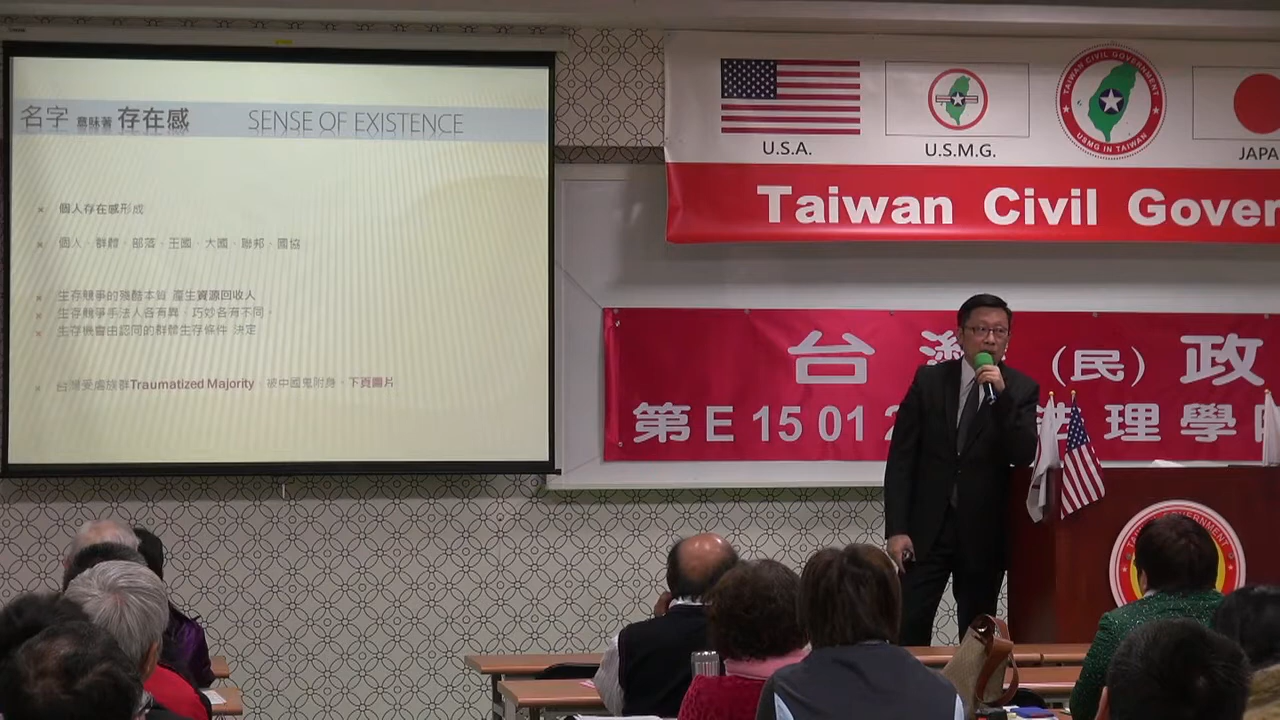 名字 意味著 存在感 SENSE OF EXISTENCE
個人存在感形成
個人、群體、部落、王國、大國、聯邦、國協
生存競爭的殘酷本質 產生資源回收人
生存競爭手法人各有異，巧妙各有不同。
生存機會由認同的群體生存條件 決定
台灣受虐族群Traumatized Majority，被中國鬼附身，下頁圖片
U.S.A.
U.S.M.G.
TAIWAN CIVIL GOVERNMENT
USMG IN TAIWAN
JAPA
Taiwan Civil Gover
台 (民) 政
第E1501 理學